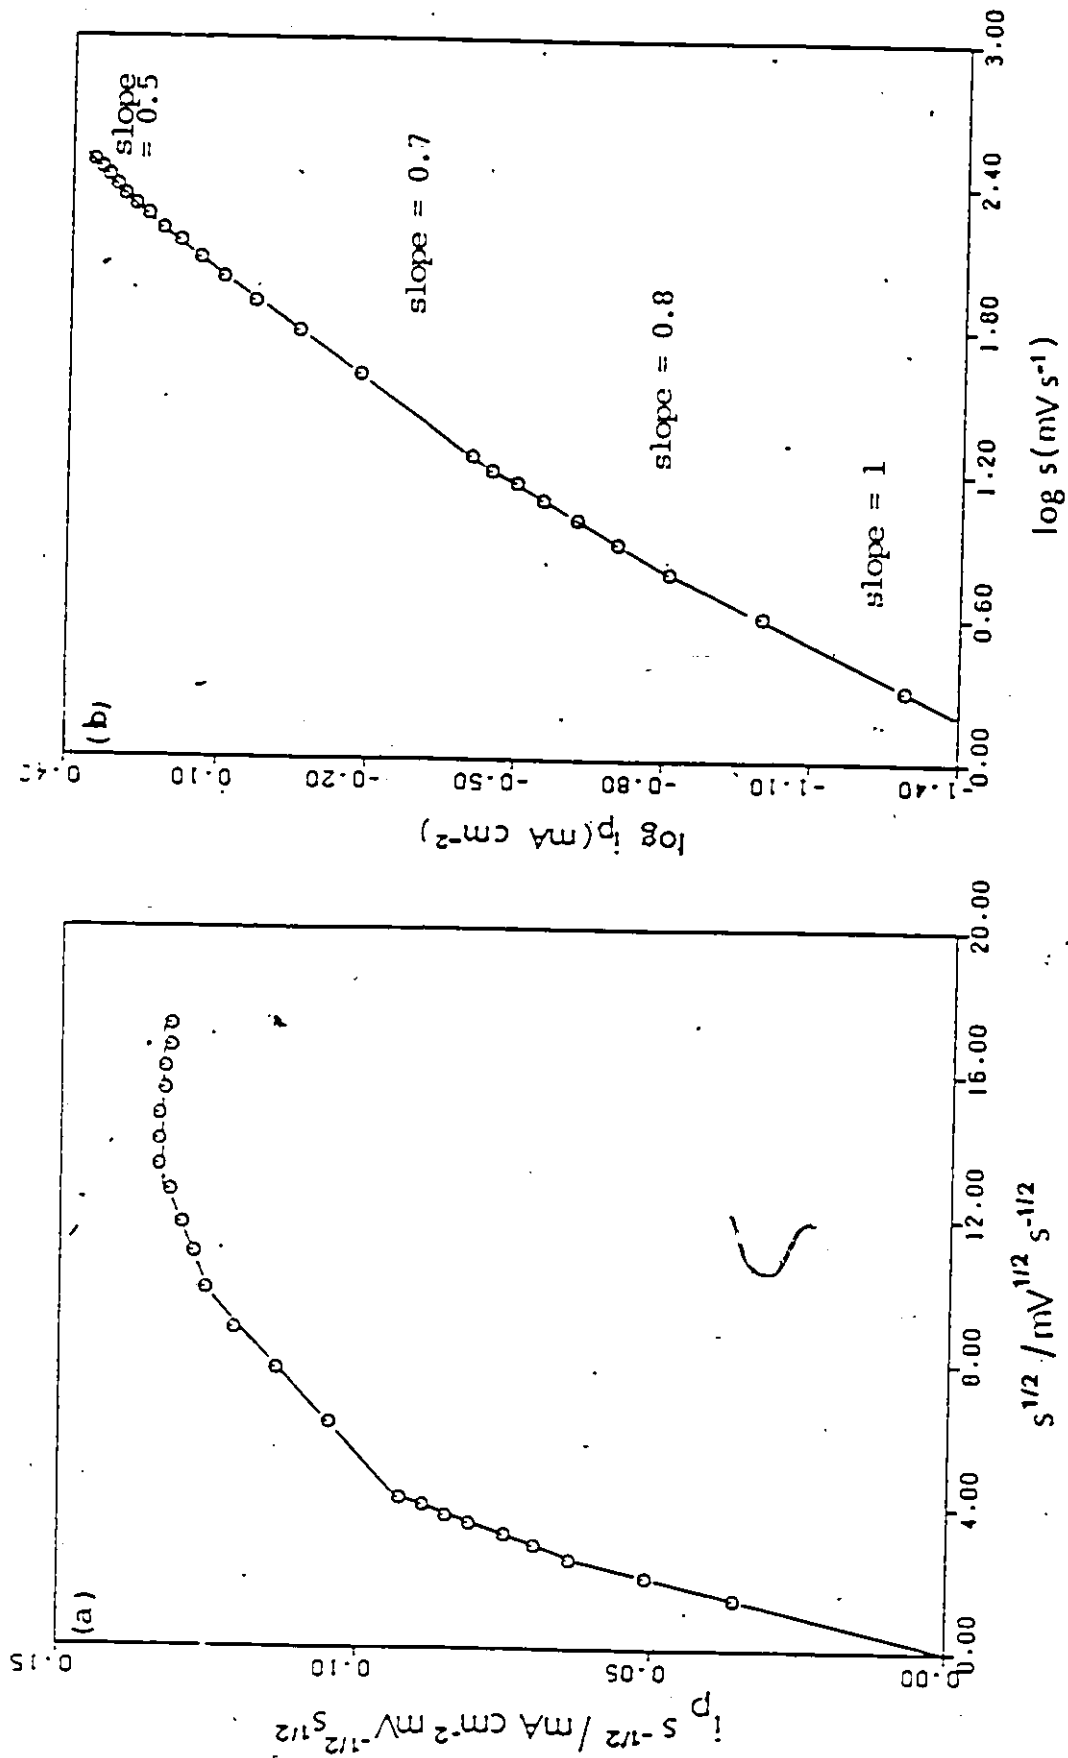 (a)
i_p s^-1/2 / mA cm^-2 mV^-1/2 s^1/2
0.15
0.10
0.05
0.00
0.00
4.00
8.00
12.00
16.00
20.00
S^1/2 / mV^1/2 S^-1/2
(b)
log i_p (mA cm^-2)
0.10
-0.20
-0.50
-0.80
-1.10
-1.40
0.00
0.60
1.20
1.80
2.40
3.00
log s (mV s^-1)
slope
= 0.5
slope = 0.7
slope = 0.8
slope = 1